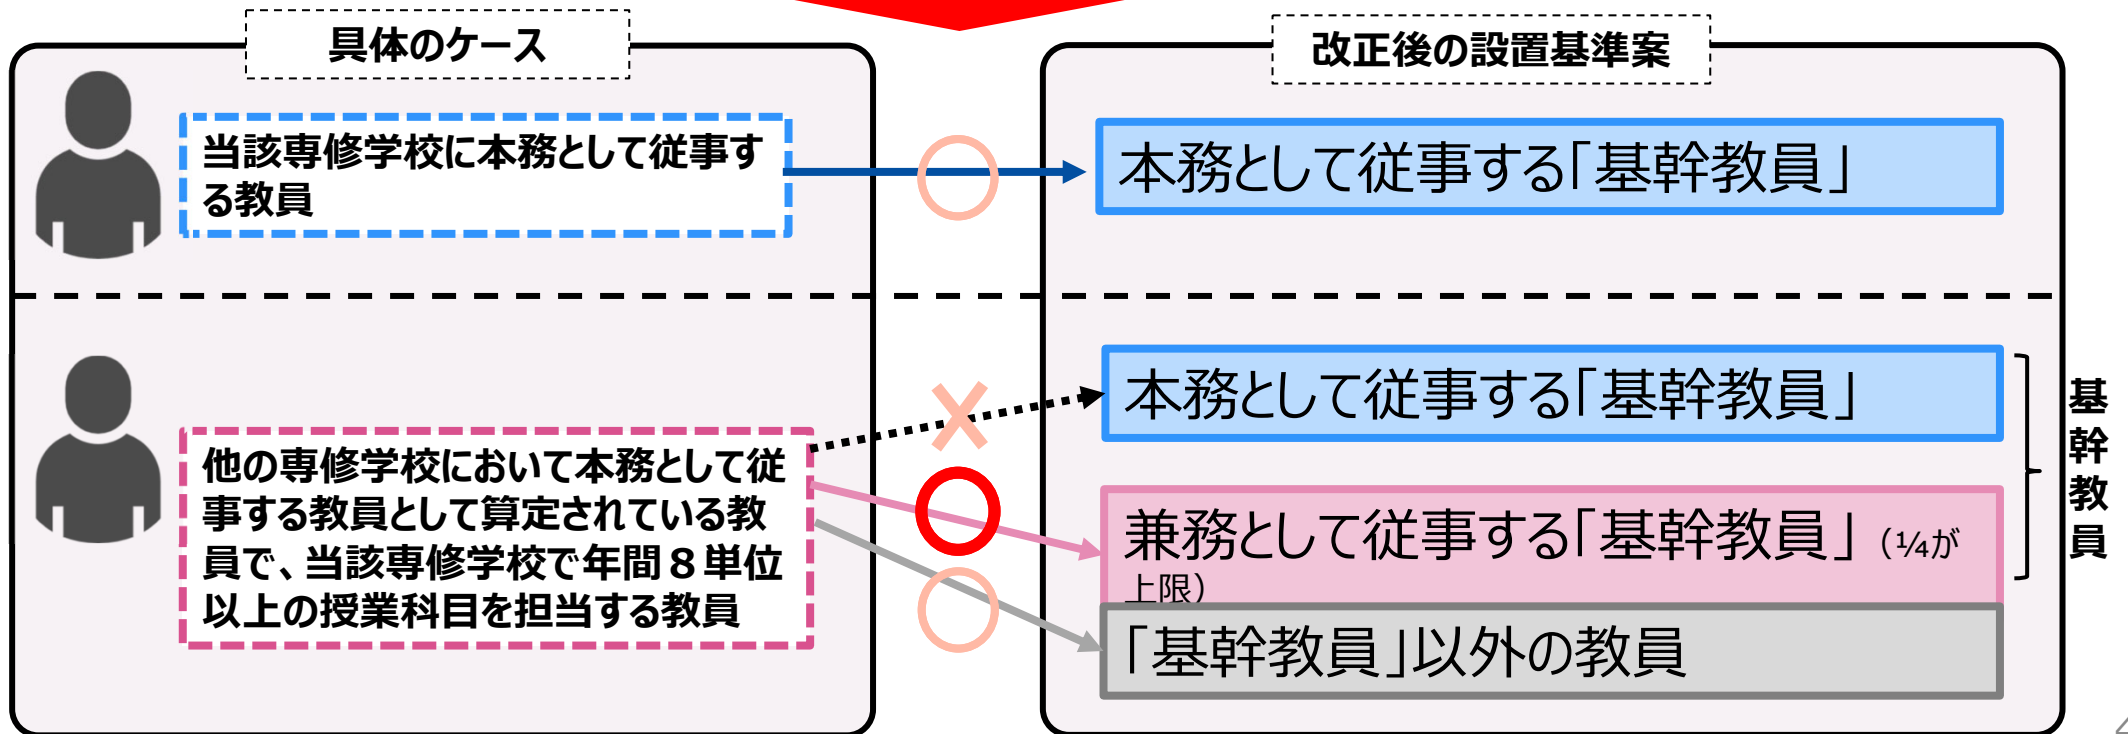 具体のケース
改正後の設置基準案
当該専修学校に本務として従事す
る教員
本務として従事する「基幹教員」
他の専修学校において本務として従
事する教員として算定されている教
員で、当該専修学校で年間８単位
以上の授業科目を担当する教員
本務として従事する「基幹教員」
兼務として従事する「基幹教員」（¼が
上限）
「基幹教員」以外の教員
基幹教員